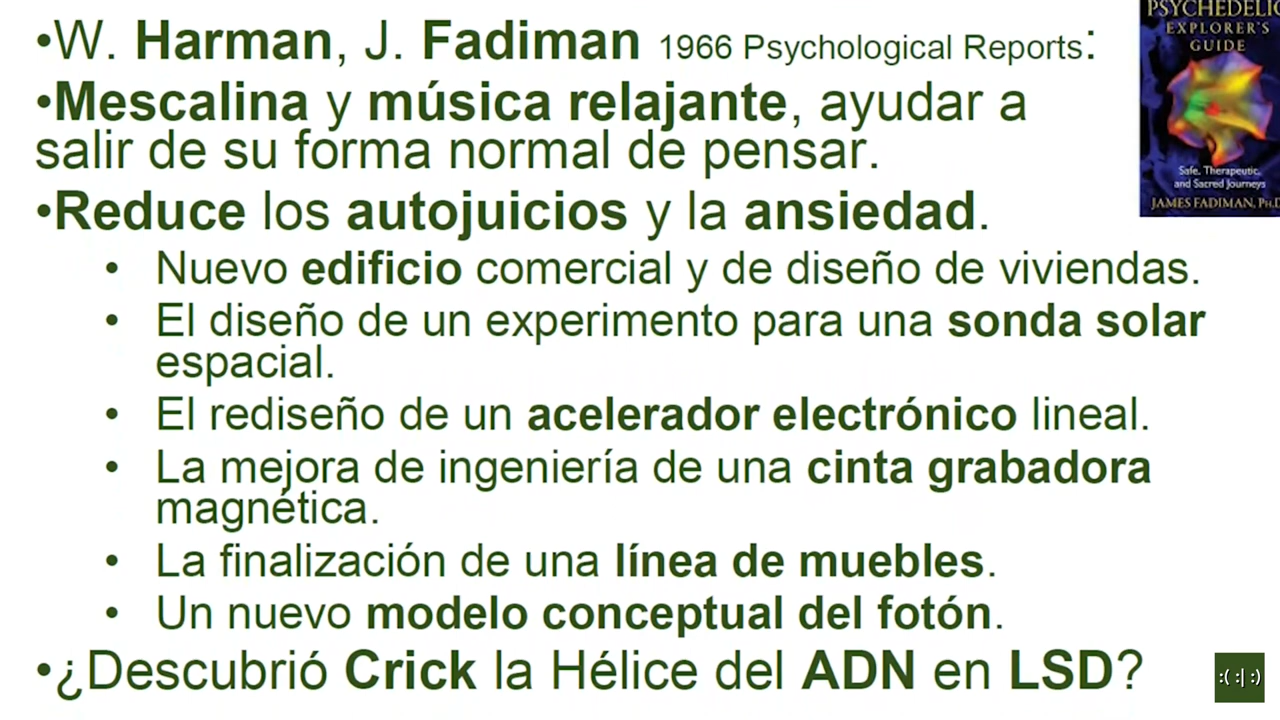 •W. Harman, J. Fadiman 1966 Psychological Reports:
•Mescalina y música relajante, ayudar a
salir de su forma normal de pensar.
•Reduce los autojuicios y la ansiedad.
• Nuevo edificio comercial y de diseño de viviendas.
• El diseño de un experimento para una sonda solar
espacial.
• El rediseño de un acelerador electrónico lineal.
• La mejora de ingeniería de una cinta grabadora
magnética.
• La finalización de una línea de muebles.
• Un nuevo modelo conceptual del fotón.
•¿Descubrió Crick la Hélice del ADN en LSD?
PSYCHEDELIC
EXPLORER'S
GUIDE
Safe, Therapeutic,
and Sacred Journeys
JAMES FADIMAN, PH.D
:( :| :)